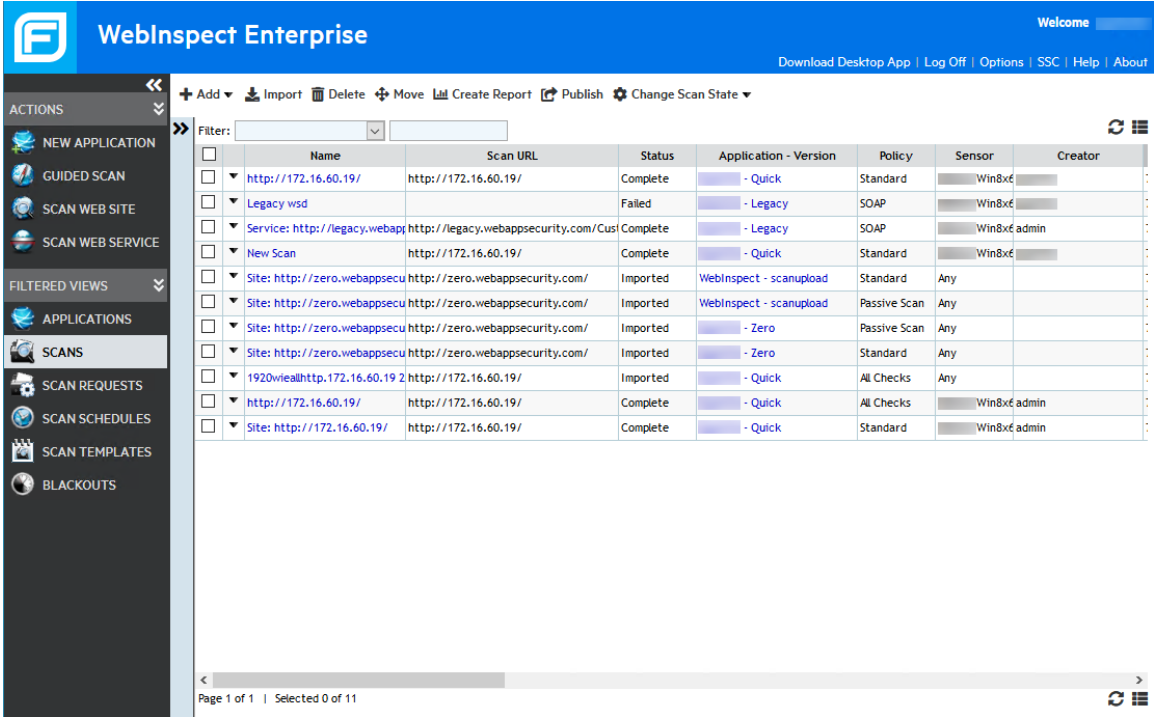 WebInspect Enterprise
Welcome
Download Desktop App | Log Off | Options | SSC | Help | About
ACTIONS
NEW APPLICATION
GUIDED SCAN
SCAN WEB SITE
SCAN WEB SERVICE
FILTERED VIEWS
APPLICATIONS
SCANS
SCAN REQUESTS
SCAN SCHEDULES
SCAN TEMPLATES
BLACKOUTS
Add Import Delete Move Create Report Publish Change Scan State
Filter:
Name Scan URL Status Application - Version Policy Sensor Creator
http://172.16.60.19/ http://172.16.60.19/ Complete - Quick Standard Win8x6
Legacy wsd Failed - Legacy SOAP Win8x6
Service: http://legacy.webapp http://legacy.webappsecurity.com/Cust Complete - Legacy SOAP Win8x6 admin
New Scan http://172.16.60.19/ Complete - Quick Standard Win8x6
Site: http://zero.webappsecu http://zero.webappsecurity.com/ Imported WebInspect - scanupload Standard Any
Site: http://zero.webappsecu http://zero.webappsecurity.com/ Imported WebInspect - scanupload Passive Scan Any
Site: http://zero.webappsecu http://zero.webappsecurity.com/ Imported - Zero Passive Scan Any
Site: http://zero.webappsecu http://zero.webappsecurity.com/ Imported - Zero Standard Any
1920wieallhttp.172.16.60.19 2 http://172.16.60.19/ Imported - Quick All Checks Any
http://172.16.60.19/ http://172.16.60.19/ Complete - Quick All Checks Win8x6 admin
Site: http://172.16.60.19/ http://172.16.60.19/ Complete - Quick Standard Win8x6 admin
Page 1 of 1 | Selected 0 of 11